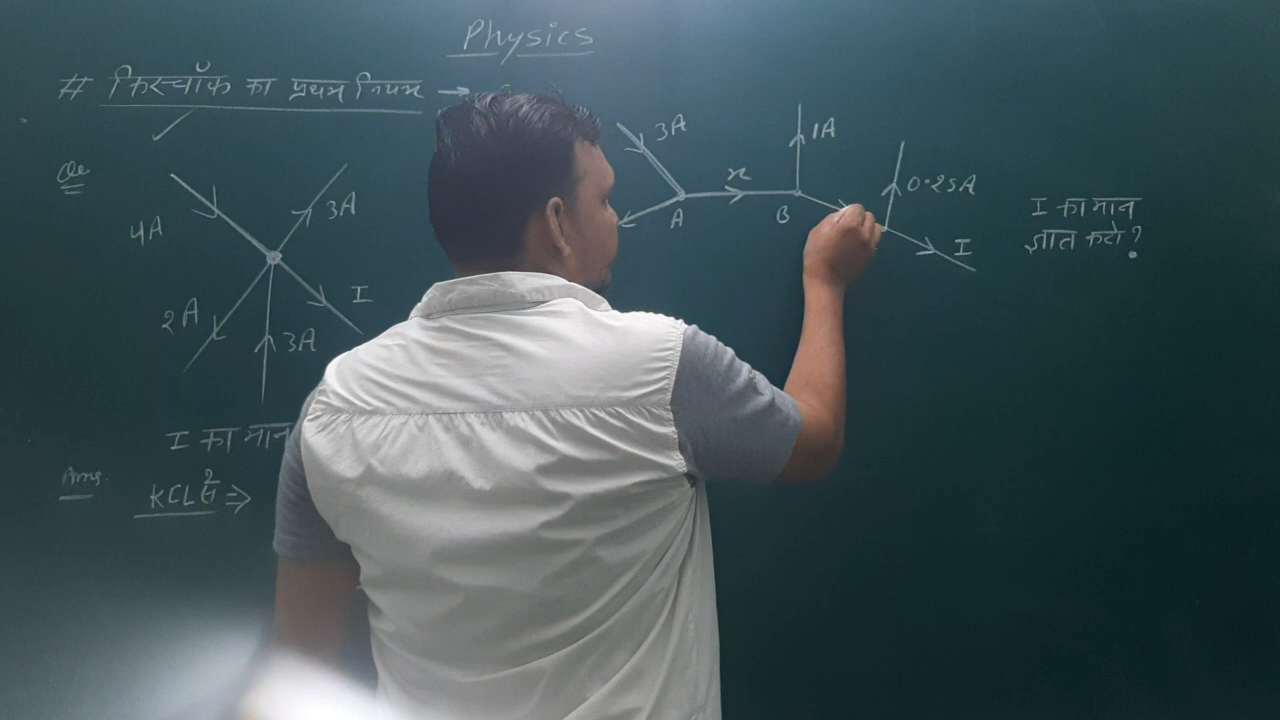 Physics
# किरचॉफ का प्रथम नियम →
Que
4A
3A
I
2A
3A
I का मान
Ans.
KCL से ⇒
3A
A
x
1A
B
0.25A
I
I का मान
ज्ञात करो?